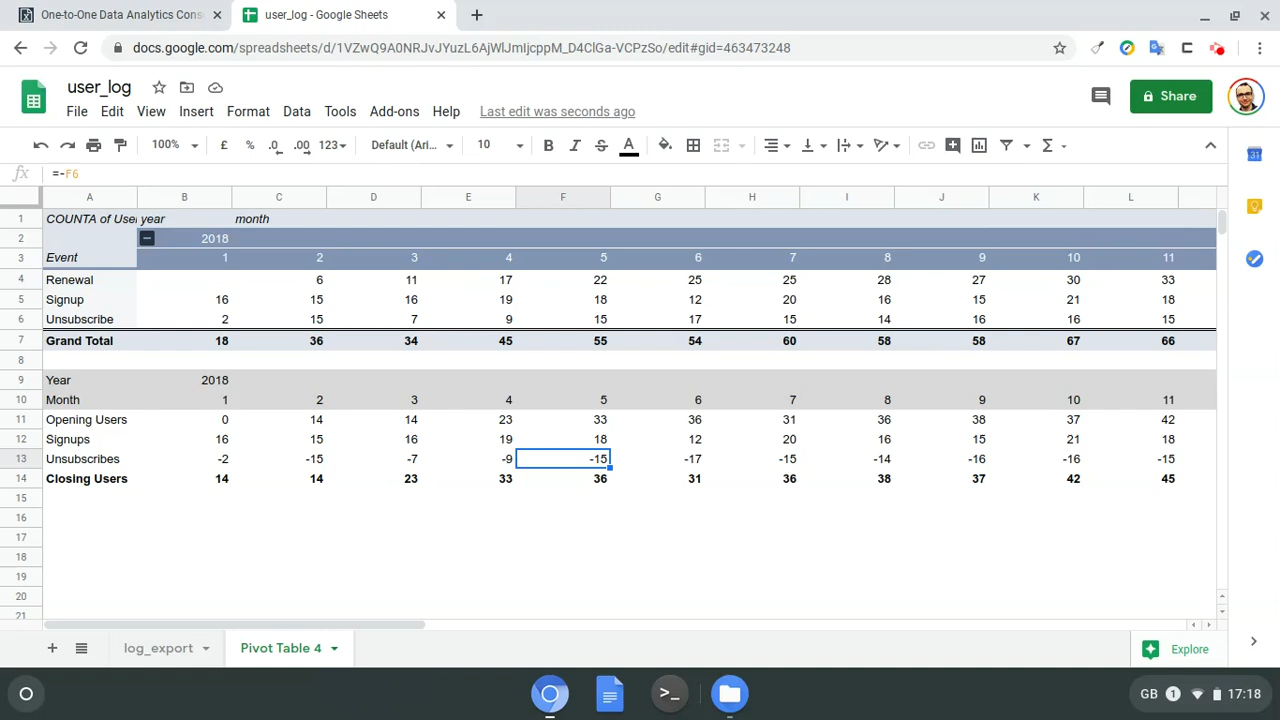 One-to-One Data Analytics Cons
user_log - Google Sheets
docs.google.com/spreadsheets/d/1VZwQ9A0NRJvJYuzL6AjWlJmIjcppM_D4ClGa-VCPzSo/edit#gid=463473248
user_log
File Edit View Insert Format Data Tools Add-ons Help Last edit was seconds ago
Share
100% £ % .0 .00 123 Default (Ari... 10 B I S A Σ
fx =-F6
A B C D E F G H I J K L
1 COUNTA of User year month
2 2018
3 Event 1 2 3 4 5 6 7 8 9 10 11
4 Renewal 6 11 17 22 25 25 28 27 30 33
5 Signup 16 15 16 19 18 12 20 16 15 21 18
6 Unsubscribe 2 15 7 9 15 17 15 14 16 16 15
7 Grand Total 18 36 34 45 55 54 60 58 58 67 66
8
9 Year 2018
10 Month 1 2 3 4 5 6 7 8 9 10 11
11 Opening Users 0 14 14 23 33 36 31 36 38 37 42
12 Signups 16 15 16 19 18 12 20 16 15 21 18
13 Unsubscribes -2 -15 -7 -9 -15 -17 -15 -14 -16 -16 -15
14 Closing Users 14 14 23 33 36 31 36 38 37 42 45
15
16
17
18
19
20
21
log_export Pivot Table 4 Explore
31
>_
GB 1 17:18